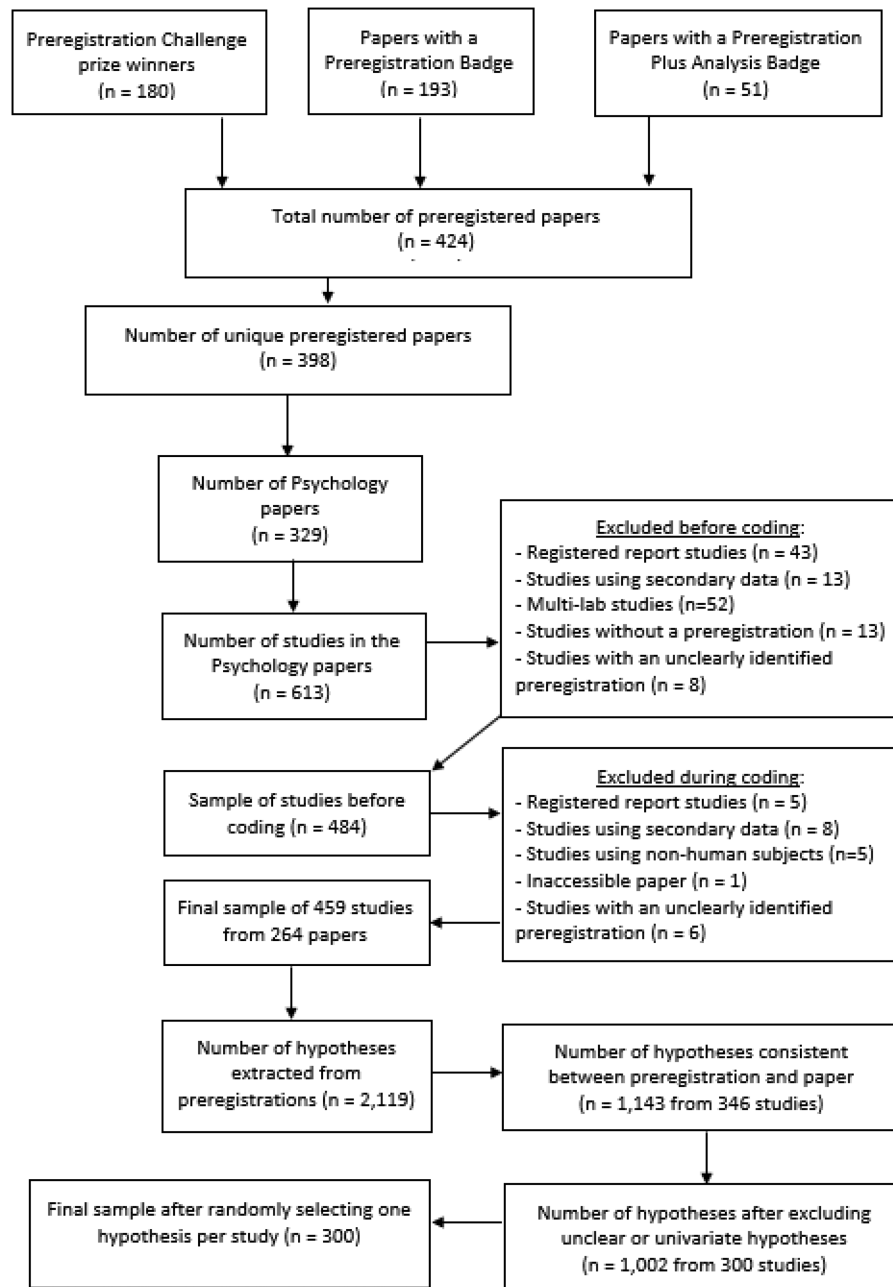 Preregistration Challenge
prize winners
(n = 180)
Papers with a
Preregistration Badge
(n = 193)
Papers with a Preregistration
Plus Analysis Badge
(n = 51)
Total number of preregistered papers
(n = 424)
Number of unique preregistered papers
(n = 398)
Number of Psychology
papers
(n = 329)
Number of studies in the
Psychology papers
(n = 613)
Excluded before coding:
- Registered report studies (n = 43)
- Studies using secondary data (n = 13)
- Multi-lab studies (n=52)
- Studies without a preregistration (n = 13)
- Studies with an unclearly identified
preregistration (n = 8)
Sample of studies before
coding (n = 484)
Excluded during coding:
- Registered report studies (n = 5)
- Studies using secondary data (n = 8)
- Studies using non-human subjects (n=5)
- Inaccessible paper (n = 1)
- Studies with an unclearly identified
preregistration (n = 6)
Final sample of 459 studies
from 264 papers
Number of hypotheses
extracted from
preregistrations (n = 2,119)
Number of hypotheses consistent
between preregistration and paper
(n = 1,143 from 346 studies)
Number of hypotheses after excluding
unclear or univariate hypotheses
(n = 1,002 from 300 studies)
Final sample after randomly selecting one
hypothesis per study (n = 300)